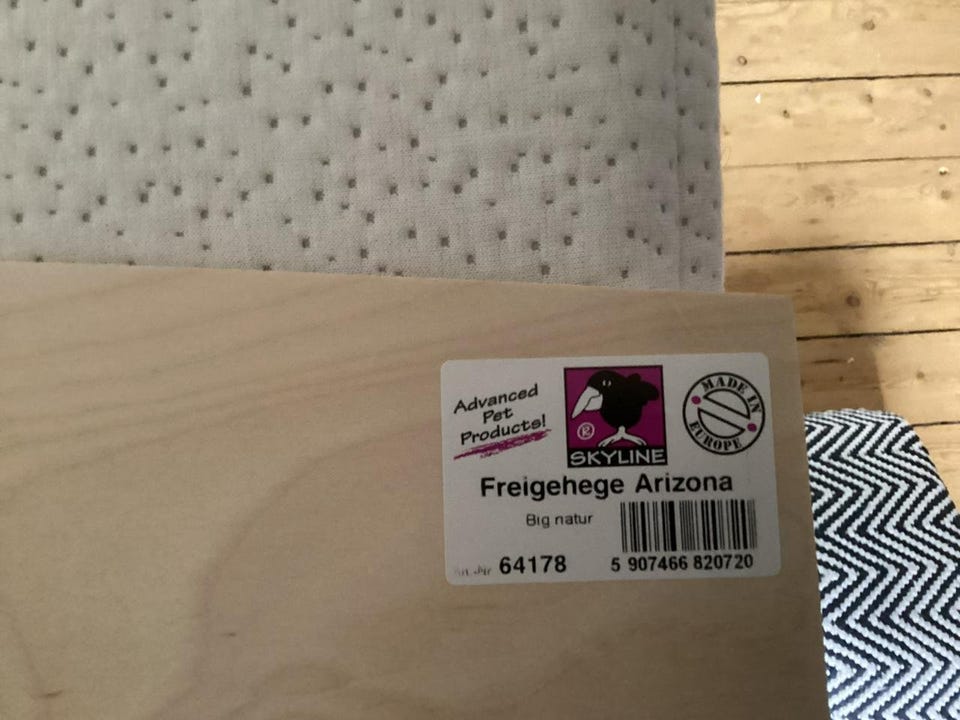 Advanced
Pet
Products!
®
SKYLINE
MADE IN
EUROPE
Freigehege Arizona
Big natur
64178
5 907466 820720